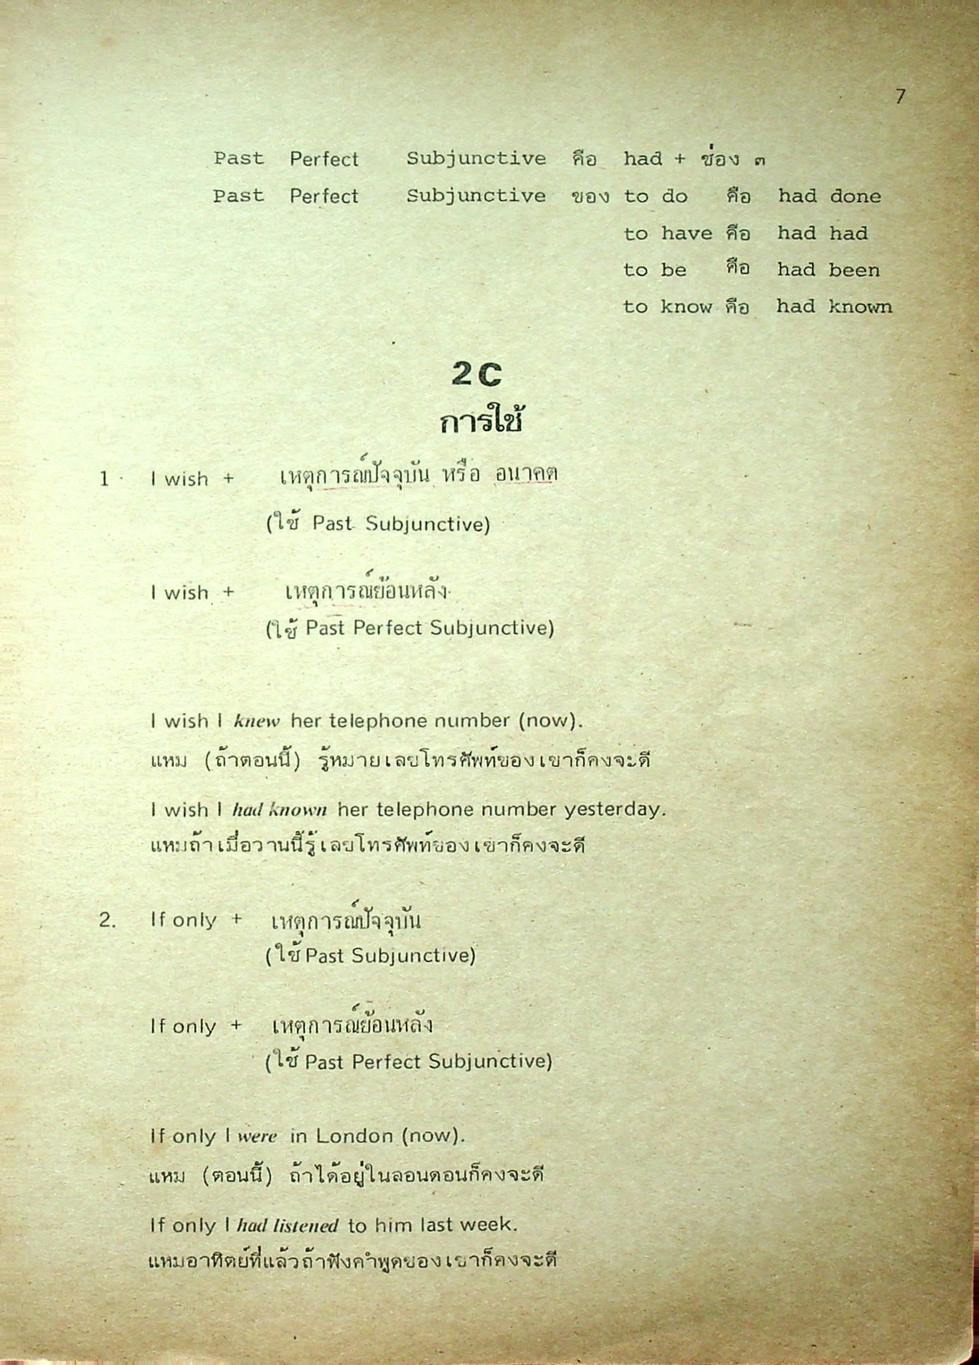 7
Past Perfect Subjunctive คือ had + ช่อง ๓
Past Perfect Subjunctive ของ to do คือ had done
to have คือ had had
to be คือ had been
to know คือ had known
2C
การใช้
1. I wish + เหตุการณ์ปัจจุบัน หรือ อนาคต
(ใช้ Past Subjunctive)
I wish + เหตุการณ์ย้อนหลัง
(ใช้ Past Perfect Subjunctive)
I wish I knew her telephone number (now).
แหม (ถ้าตอนนี้) รู้หมายเลขโทรศัพท์ของเขาก็คงจะดี
I wish I had known her telephone number yesterday.
แหมถ้าเมื่อวานนี้รู้เลขโทรศัพท์ของเขาก็คงจะดี
2. If only + เหตุการณ์ปัจจุบัน
(ใช้ Past Subjunctive)
If only + เหตุการณ์ย้อนหลัง
(ใช้ Past Perfect Subjunctive)
If only I were in London (now).
แหม (ตอนนี้) ถ้าได้อยู่ในลอนดอนก็คงจะดี
If only I had listened to him last week.
แหมอาทิตย์ที่แล้วถ้าฟังคำพูดของเขาก็คงจะดี